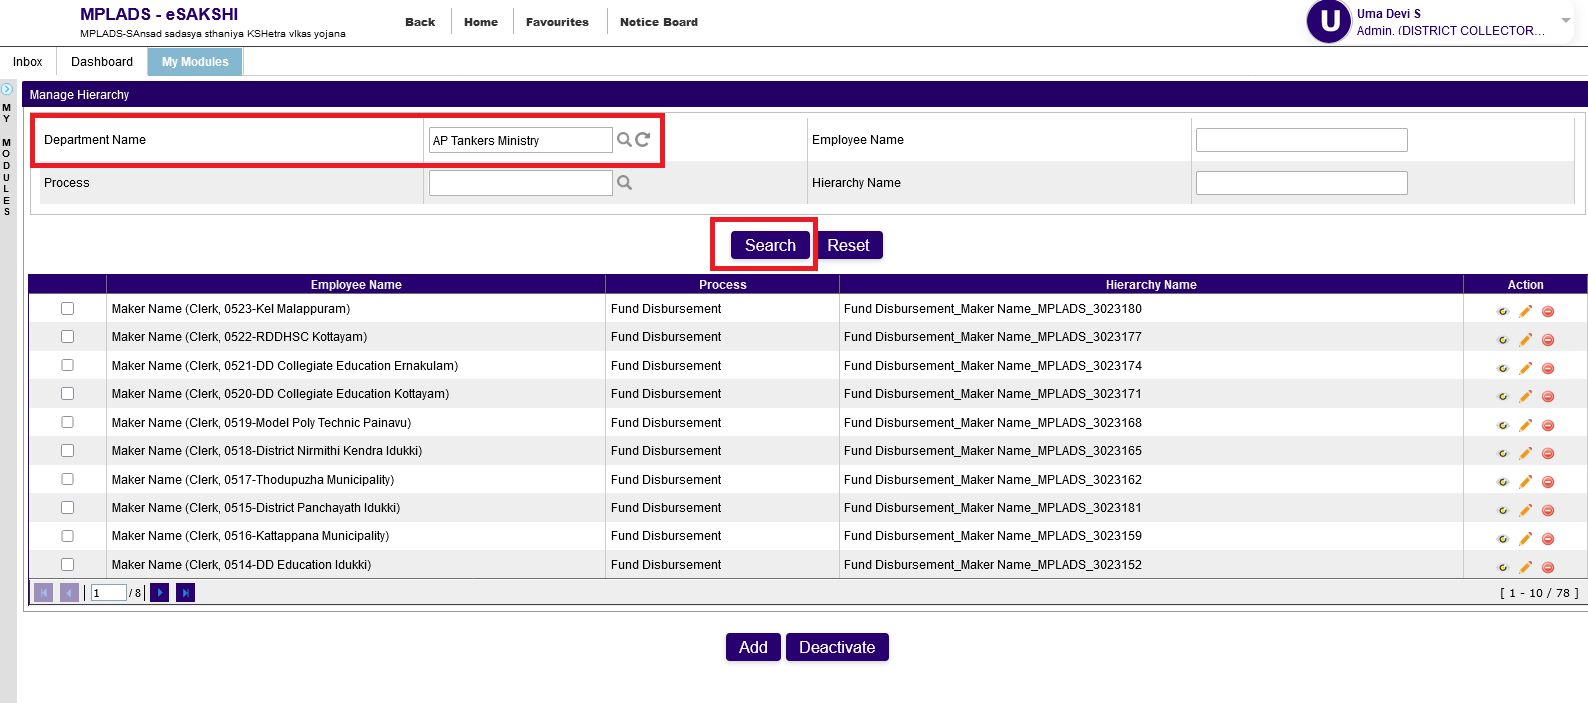 MPLADS - eSAKSHI
MPLADS-SAnsad sadasya sthaniya KSHetra vIkas yojana
Back Home Favourites Notice Board
U
Uma Devi S
Admin. (DISTRICT COLLECTOR...
Inbox Dashboard My Modules
MY MODULES
Manage Hierarchy
Department Name AP Tankers Ministry Employee Name
Process Hierarchy Name
Search Reset
Employee Name Process Hierarchy Name Action
Maker Name (Clerk, 0523-Kel Malappuram) Fund Disbursement Fund Disbursement_Maker Name_MPLADS_3023180
Maker Name (Clerk, 0522-RDDHSC Kottayam) Fund Disbursement Fund Disbursement_Maker Name_MPLADS_3023177
Maker Name (Clerk, 0521-DD Collegiate Education Ernakulam) Fund Disbursement Fund Disbursement_Maker Name_MPLADS_3023174
Maker Name (Clerk, 0520-DD Collegiate Education Kottayam) Fund Disbursement Fund Disbursement_Maker Name_MPLADS_3023171
Maker Name (Clerk, 0519-Model Poly Technic Painavu) Fund Disbursement Fund Disbursement_Maker Name_MPLADS_3023168
Maker Name (Clerk, 0518-District Nirmithi Kendra Idukki) Fund Disbursement Fund Disbursement_Maker Name_MPLADS_3023165
Maker Name (Clerk, 0517-Thodupuzha Municipality) Fund Disbursement Fund Disbursement_Maker Name_MPLADS_3023162
Maker Name (Clerk, 0515-District Panchayath Idukki) Fund Disbursement Fund Disbursement_Maker Name_MPLADS_3023181
Maker Name (Clerk, 0516-Kattappana Municipality) Fund Disbursement Fund Disbursement_Maker Name_MPLADS_3023159
Maker Name (Clerk, 0514-DD Education Idukki) Fund Disbursement Fund Disbursement_Maker Name_MPLADS_3023152
1 / 8 [ 1 - 10 / 78 ]
Add Deactivate